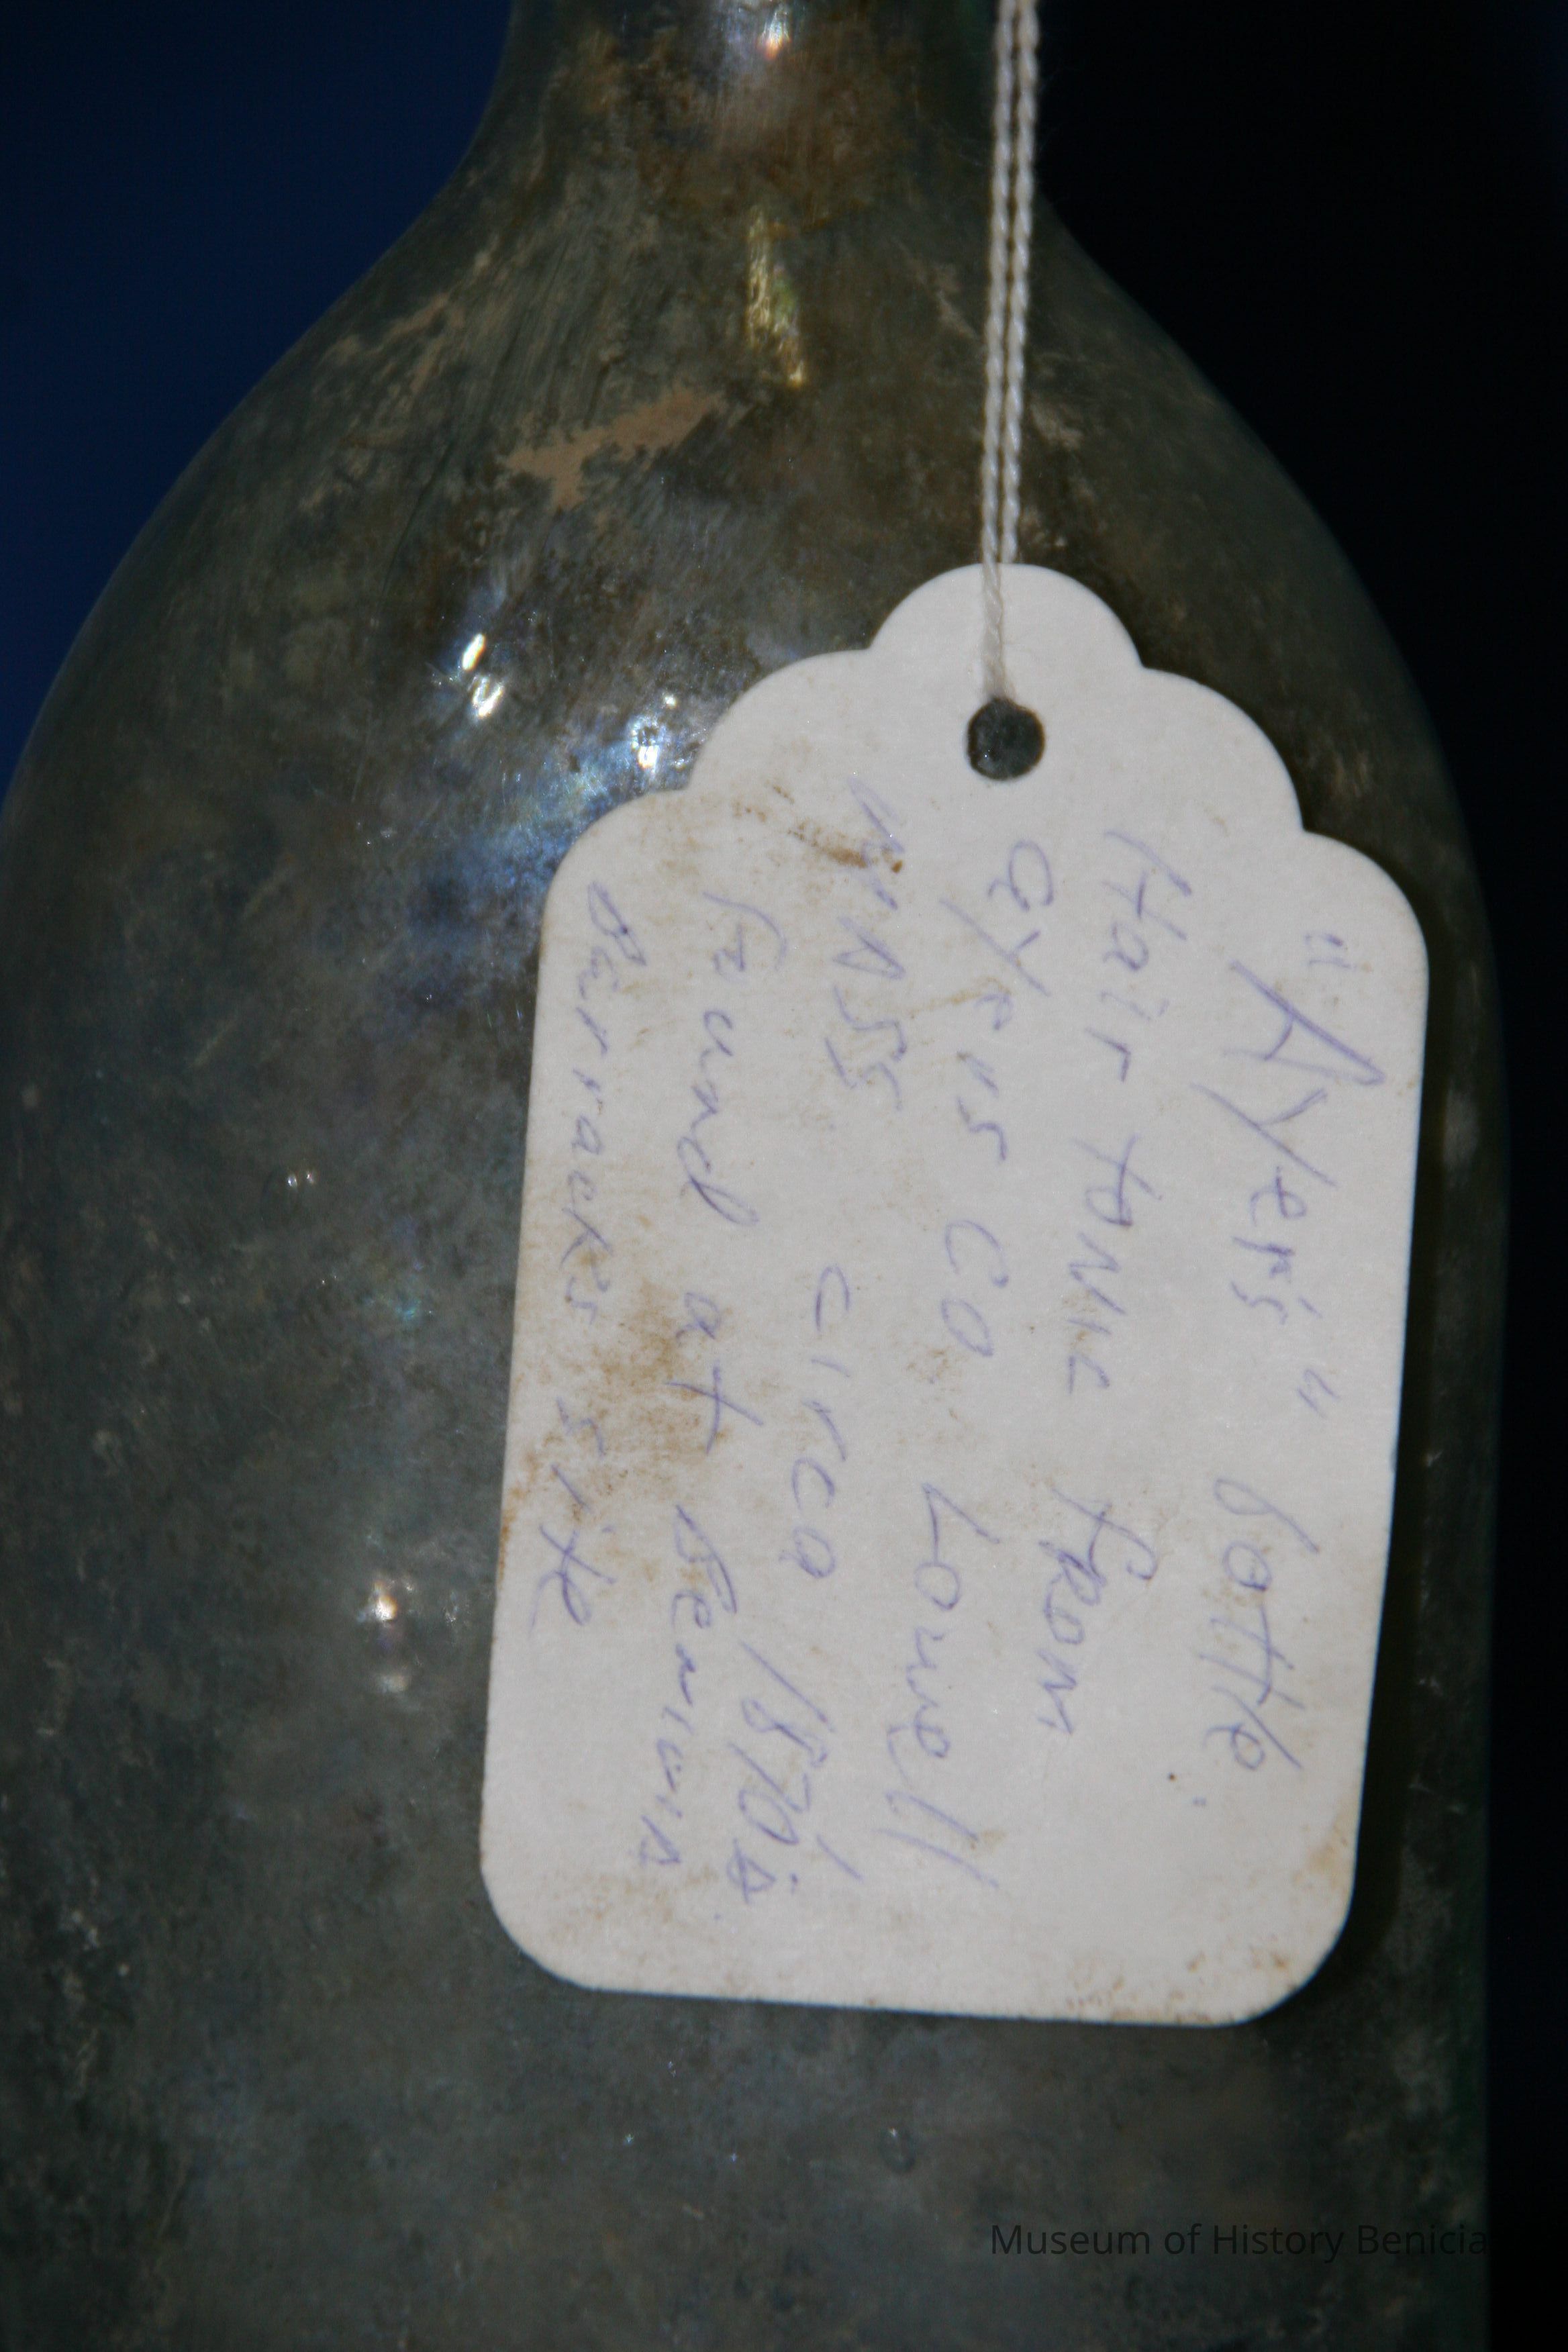 "Ayer's" bottle.
Hair tonic from
ayrs CO Lowell
MASS circa 1870's
found at Benicia
Barracks site
Museum of History Benicia